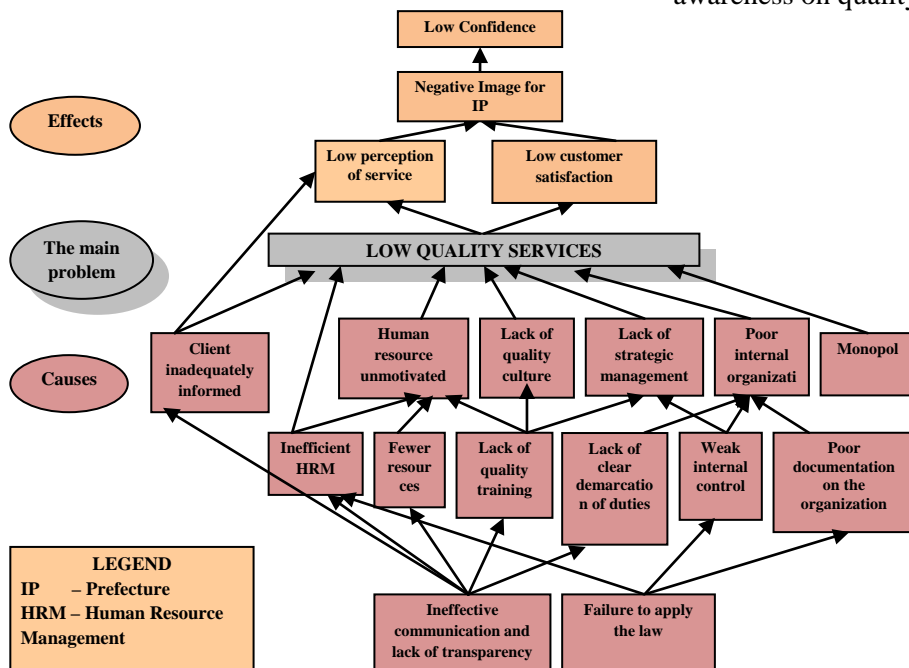 awareness on quality
Low Confidence
Negative Image for
IP
Effects
Low perception
of service
Low customer
satisfaction
The main
problem
LOW QUALITY SERVICES
Causes
Client
inadequately
informed
Human
resource
unmotivated
Lack of
quality
culture
Lack of
strategic
management
Poor
internal
organizati
Monopol
Inefficient
HRM
Fewer
resour
ces
Lack of
quality
training
Lack of
clear
demarcatio
n of duties
Weak
internal
control
Poor
documentation
on the
organization
LEGEND
IP – Prefecture
HRM – Human Resource
Management
Ineffective
communication and
lack of transparency
Failure to apply
the law